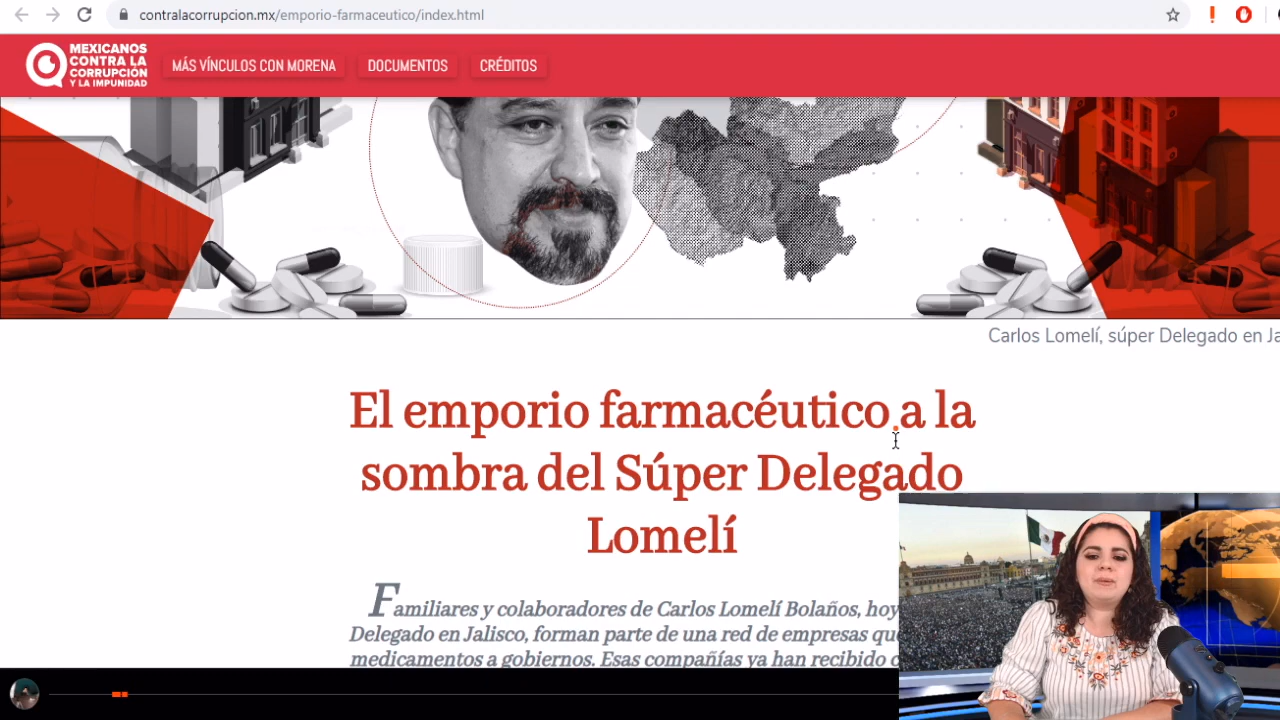 contralacorrupcion.mx/emporio-farmaceutico/index.html
MEXICANOS
CONTRA LA
CORRUPCIÓN
Y LA IMPUNIDAD
MÁS VÍNCULOS CON MORENA
DOCUMENTOS
CRÉDITOS
Carlos Lomelí, súper Delegado en Ja
El emporio farmacéutico a la
sombra del Súper Delegado
Lomelí
Familiares y colaboradores de Carlos Lomelí Bolaños, hoy
Delegado en Jalisco, forman parte de una red de empresas que
medicamentos a gobiernos. Esas compañías ya han recibido c